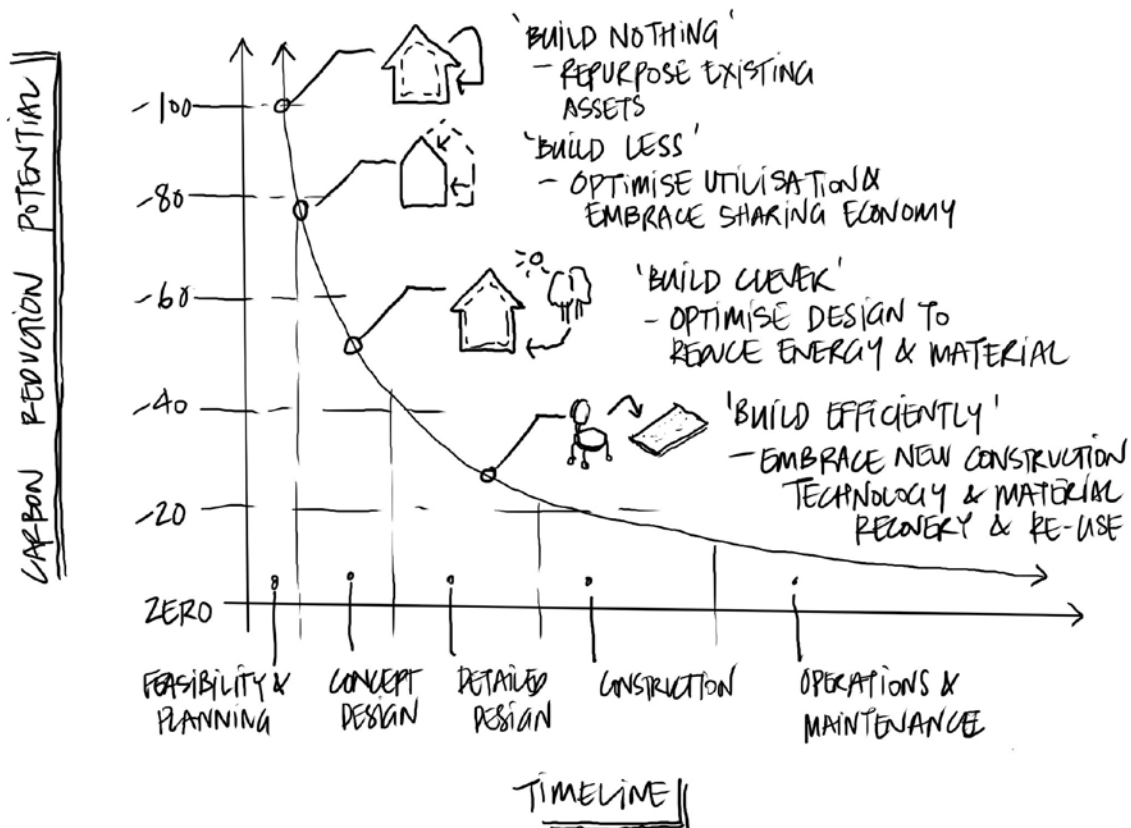 CARBON REDUCTION POTENTIAL
-100
-80
-60
-40
-20
ZERO
'BUILD NOTHING'
- REPURPOSE EXISTING
ASSETS
'BUILD LESS'
- OPTIMISE UTILISATION &
EMBRACE SHARING ECONOMY
'BUILD CLEVER'
- OPTIMISE DESIGN TO
REDUCE ENERGY & MATERIAL
'BUILD EFFICIENTLY'
- EMBRACE NEW CONSTRUCTION
TECHNOLOGY & MATERIAL
RECOVERY & RE-USE
FEASIBILITY &
PLANNING
CONCEPT
DESIGN
DETAILED
DESIGN
CONSTRUCTION
OPERATIONS &
MAINTENANCE
TIMELINE